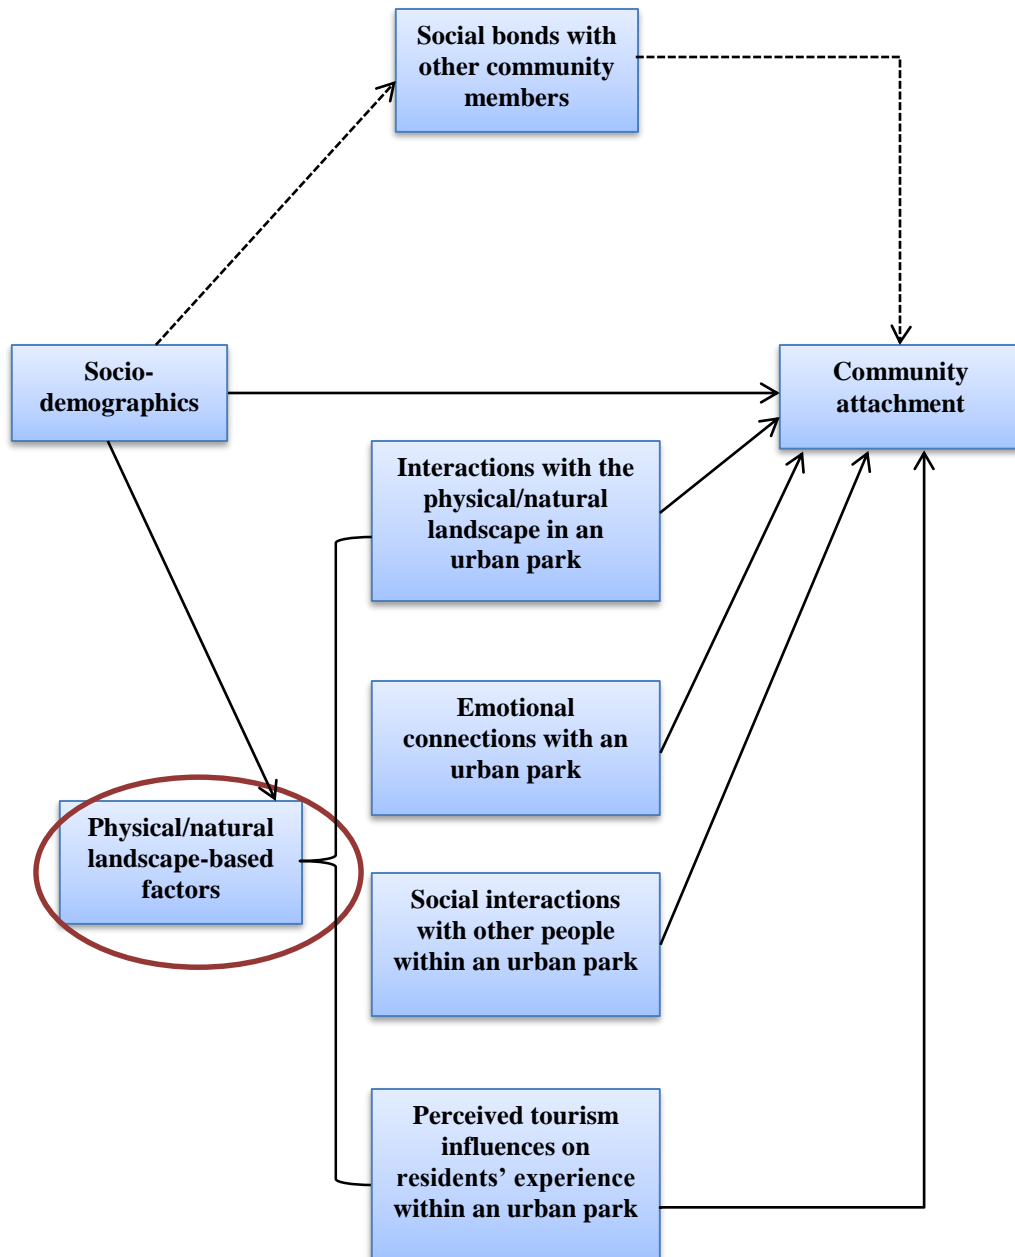 Social bonds with
other community
members
Socio-
demographics
Community
attachment
Interactions with the
physical/natural
landscape in an
urban park
Emotional
connections with an
urban park
Physical/natural
landscape-based
factors
Social interactions
with other people
within an urban park
Perceived tourism
influences on
residents’ experience
within an urban park